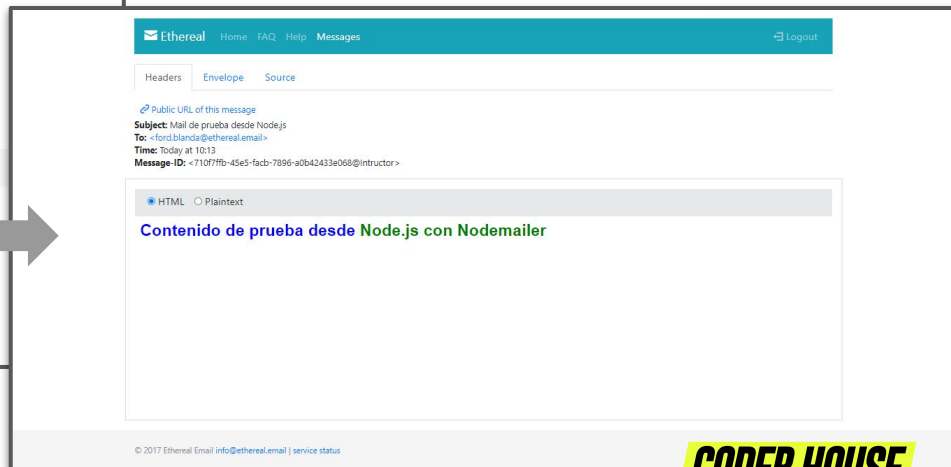 Ethereal Home FAQ Help Messages Logout
Headers Envelope Source
Public URL of this message
Subject: Mail de prueba desde Node.js
To: <ford.blanda@ethereal.email>
Time: Today at 10:13
Message-ID: <710f7ffb-45e5-facb-7896-a0b42433e068@Intructor>
HTML Plaintext
Contenido de prueba desde Node.js con Nodemailer
© 2017 Ethereal Email info@ethereal.email | service status
CODER HOUSE